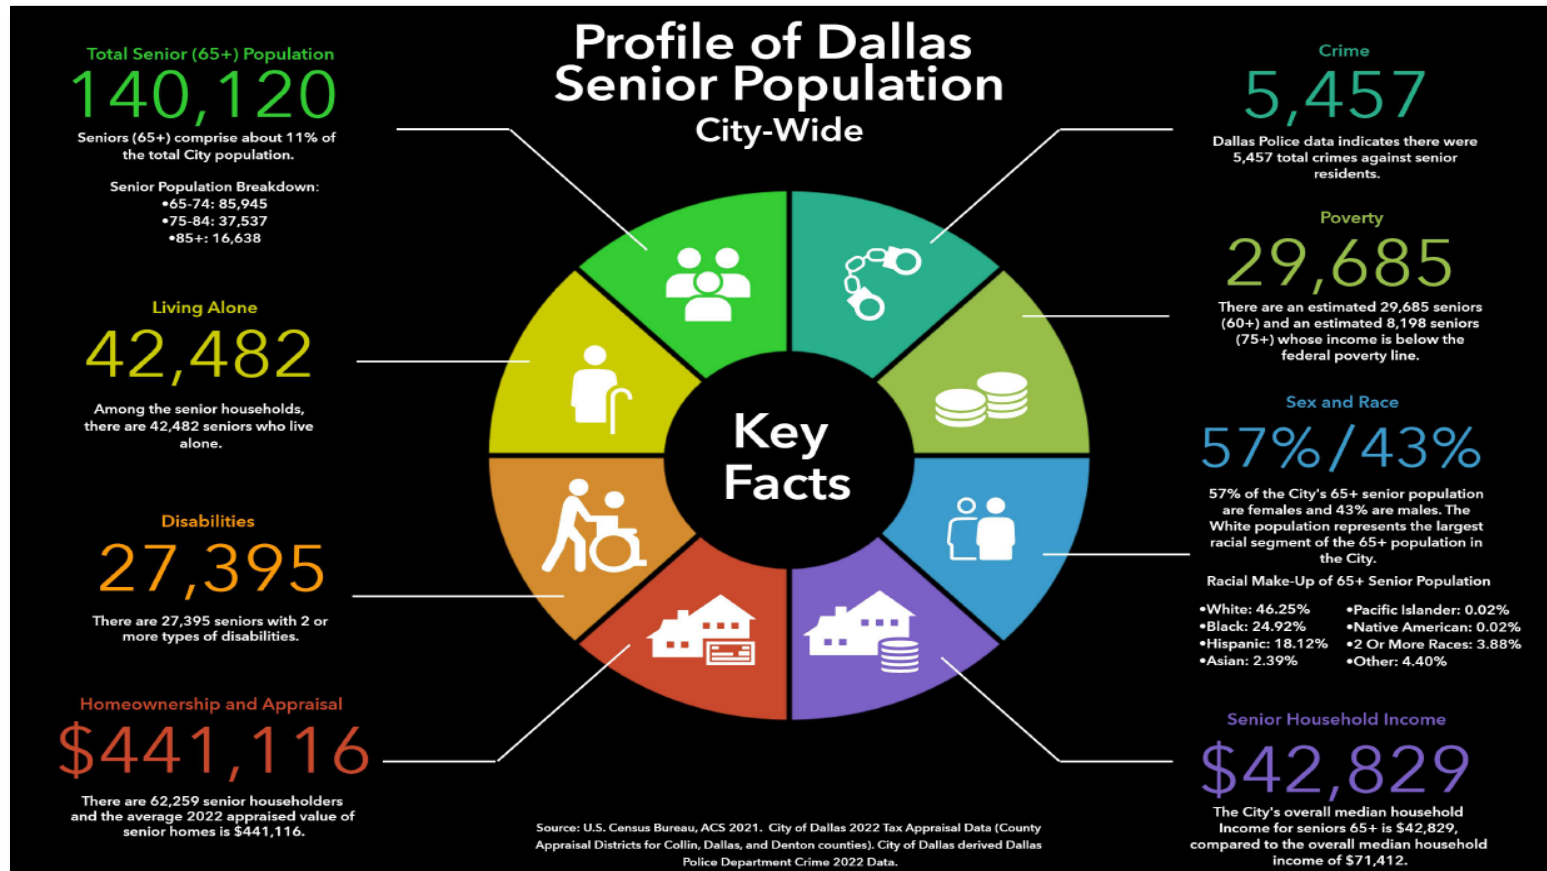 Profile of Dallas
Senior Population
City-Wide
Total Senior (65+) Population
140,120
Seniors (65+) comprise about 11% of
the total City population.
Senior Population Breakdown:
•65-74: 85,945
•75-84: 37,537
•85+: 16,638
Living Alone
42,482
Among the senior households,
there are 42,482 seniors who live
alone.
Disabilities
27,395
There are 27,395 seniors with 2 or
more types of disabilities.
Homeownership and Appraisal
$441,116
There are 62,259 senior householders
and the average 2022 appraised value of
senior homes is $441,116.
Key
Facts
Crime
5,457
Dallas Police data indicates there were
5,457 total crimes against senior
residents.
Poverty
29,685
There are an estimated 29,685 seniors
(60+) and an estimated 8,198 seniors
(75+) whose income is below the
federal poverty line.
Sex and Race
57%/43%
57% of the City's 65+ senior population
are females and 43% are males. The
White population represents the largest
racial segment of the 65+ population in
the City.
Racial Make-Up of 65+ Senior Population
•White: 46.25%
•Black: 24.92%
•Hispanic: 18.12%
•Asian: 2.39%
•Pacific Islander: 0.02%
•Native American: 0.02%
•2 Or More Races: 3.88%
•Other: 4.40%
Senior Household Income
$42,829
The City's overall median household
Income for seniors 65+ is $42,829,
compared to the overall median household
income of $71,412.
Source: U.S. Census Bureau, ACS 2021. City of Dallas 2022 Tax Appraisal Data (County
Appraisal Districts for Collin, Dallas, and Denton counties). City of Dallas derived Dallas
Police Department Crime 2022 Data.